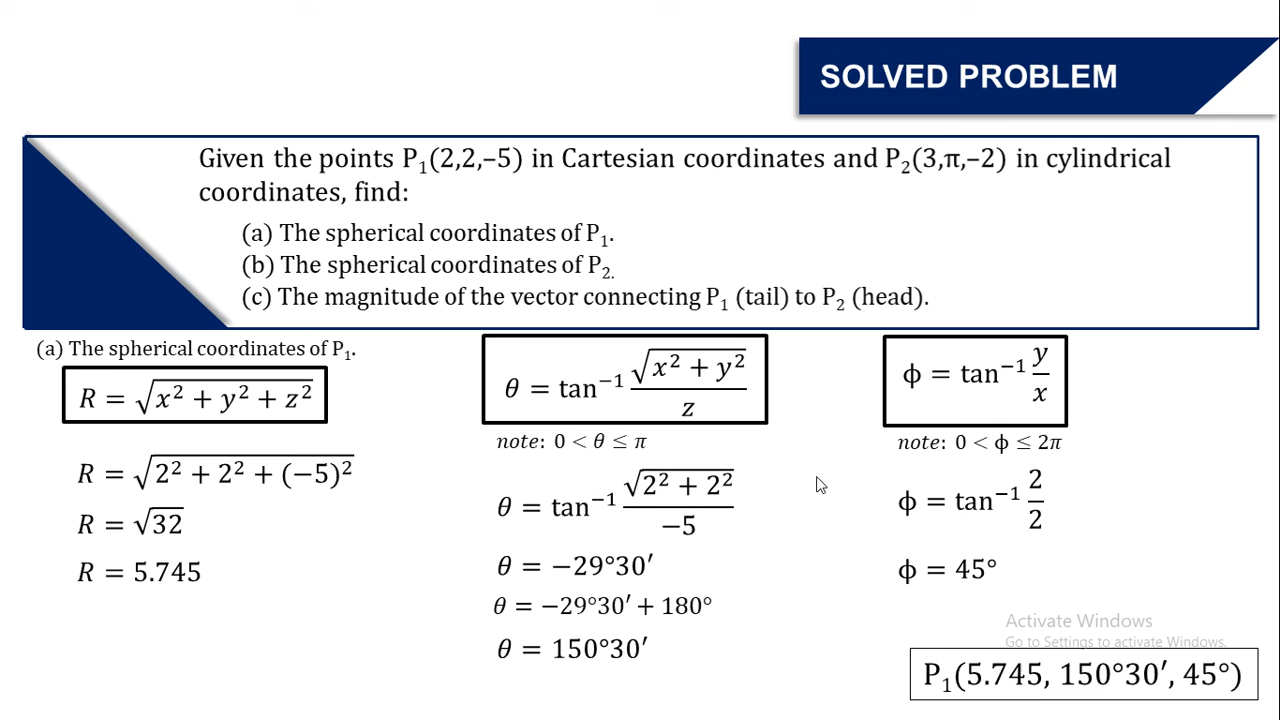 SOLVED PROBLEM
Given the points P₁(2,2,–5) in Cartesian coordinates and P₂(3,π,–2) in cylindrical
coordinates, find:
(a) The spherical coordinates of P₁.
(b) The spherical coordinates of P₂.
(c) The magnitude of the vector connecting P₁ (tail) to P₂ (head).
(a) The spherical coordinates of P₁.
R = √(x² + y² + z²)
R = √(2² + 2² + (−5)²)
R = √32
R = 5.745
θ = tan⁻¹ √(x² + y²) / z
note: 0 < θ ≤ π
θ = tan⁻¹ √(2² + 2²) / −5
θ = −29°30′
θ = −29°30′ + 180°
θ = 150°30′
ϕ = tan⁻¹ y/x
note: 0 < ϕ ≤ 2π
ϕ = tan⁻¹ 2/2
ϕ = 45°
Activate Windows
Go to Settings to activate Windows.
P₁(5.745, 150°30′, 45°)